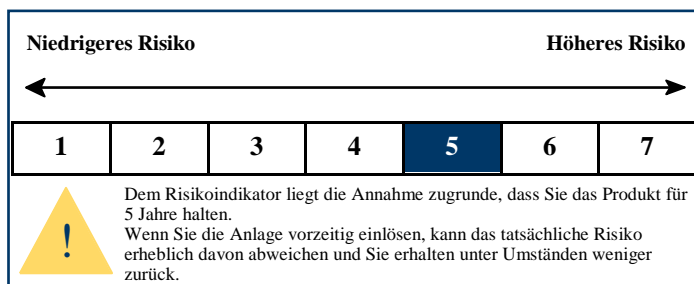 Niedrigeres Risiko Höheres Risiko
1 2 3 4 5 6 7
! Dem Risikoindikator liegt die Annahme zugrunde, dass Sie das Produkt für
5 Jahre halten.
Wenn Sie die Anlage vorzeitig einlösen, kann das tatsächliche Risiko
erheblich davon abweichen und Sie erhalten unter Umständen weniger
zurück.